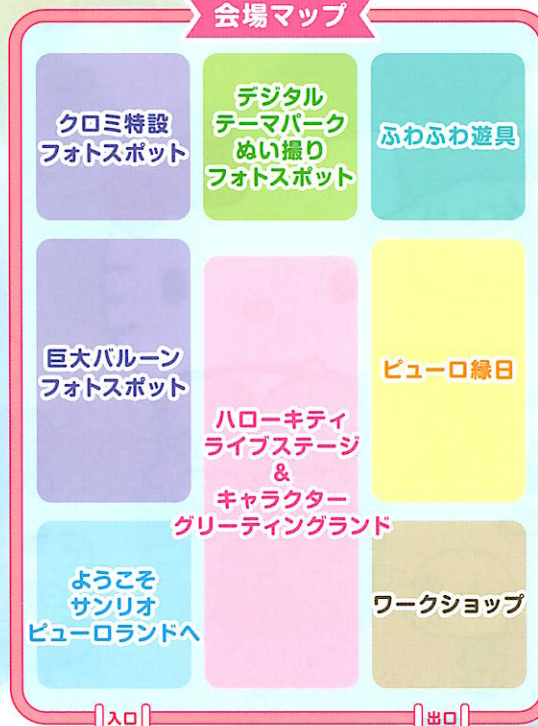 会場マップ
クロミ特設
フォトスポット
デジタル
テーマパーク
ぬい撮り
フォトスポット
ふわふわ遊具
巨大バルーン
フォトスポット
ハローキティ
ライブステージ
&
キャラクター
グリーティングランド
ピューロ縁日
ようこそ
サンリオ
ピューロランドへ
ワークショップ
入口
出口